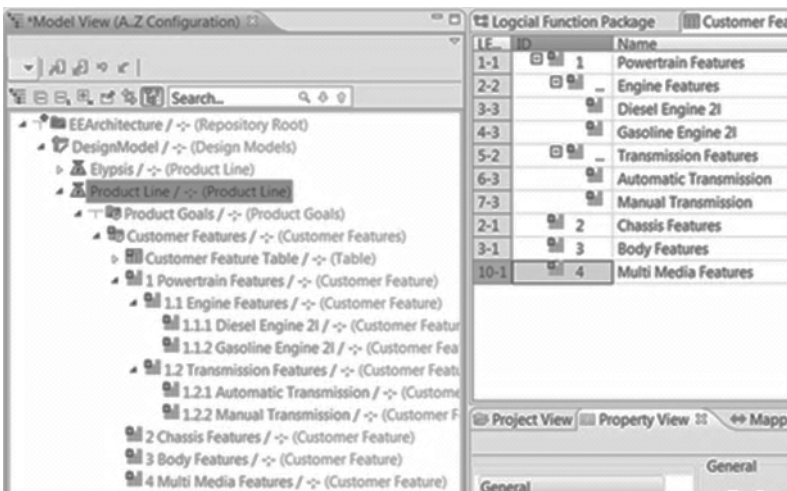 *Model View (A..Z Configuration)
Search...
EEArchitecture / -:- (Repository Root)
DesignModel / -:- (Design Models)
Elypsis / -:- (Product Line)
Product Line / -:- (Product Line)
Product Goals / -:- (Product Goals)
Customer Features / -:- (Customer Features)
Customer Feature Table / -:- (Table)
1 Powertrain Features / -:- (Customer Feature)
1.1 Engine Features / -:- (Customer Feature)
1.1.1 Diesel Engine 2l / -:- (Customer Featur
1.1.2 Gasoline Engine 2l / -:- (Customer Fea
1.2 Transmission Features / -:- (Customer Featu
1.2.1 Automatic Transmission / -:- (Custome
1.2.2 Manual Transmission / -:- (Customer F
2 Chassis Features / -:- (Customer Feature)
3 Body Features / -:- (Customer Feature)
4 Multi Media Features / -:- (Customer Feature)
Logcial Function Package Customer Fea
LE... ID Name
1-1 1 Powertrain Features
2-2 ... Engine Features
3-3 Diesel Engine 2l
4-3 Gasoline Engine 2l
5-2 ... Transmission Features
6-3 Automatic Transmission
7-3 Manual Transmission
2-1 2 Chassis Features
3-1 3 Body Features
10-1 4 Multi Media Features
Project View Property View Mapp
General
General